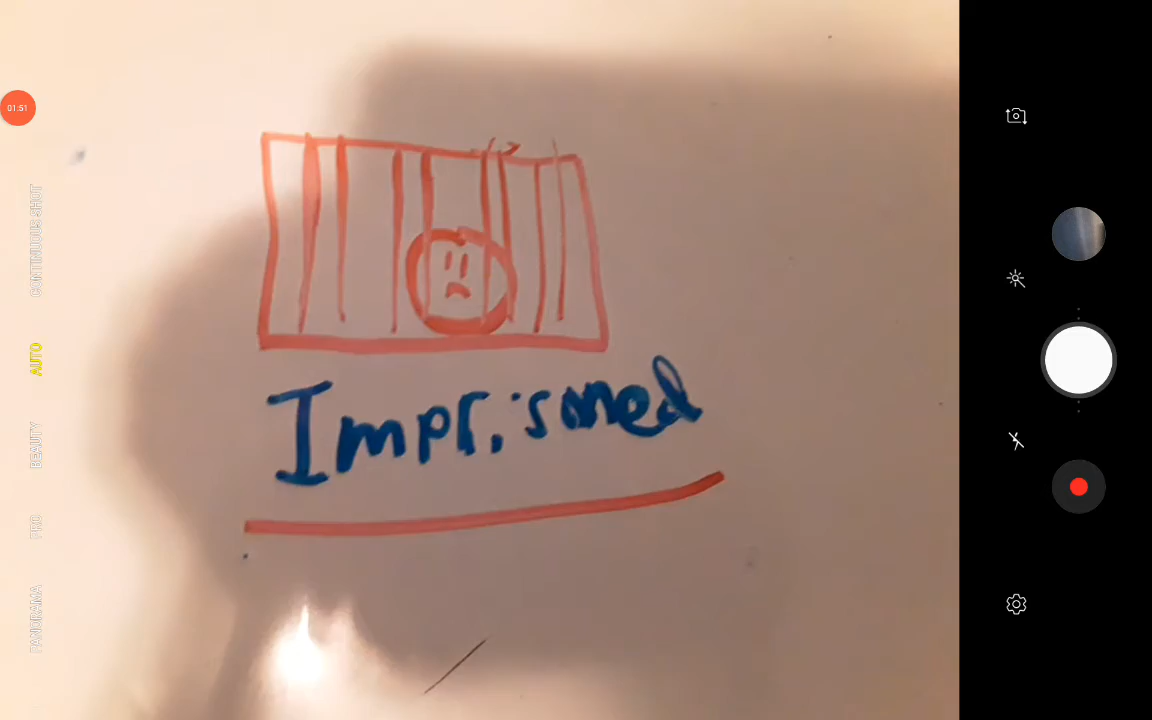 01:51
CONTINUOUS SHOT
AUTO
BEAUTY
PRO
PANORAMA
Imprisoned